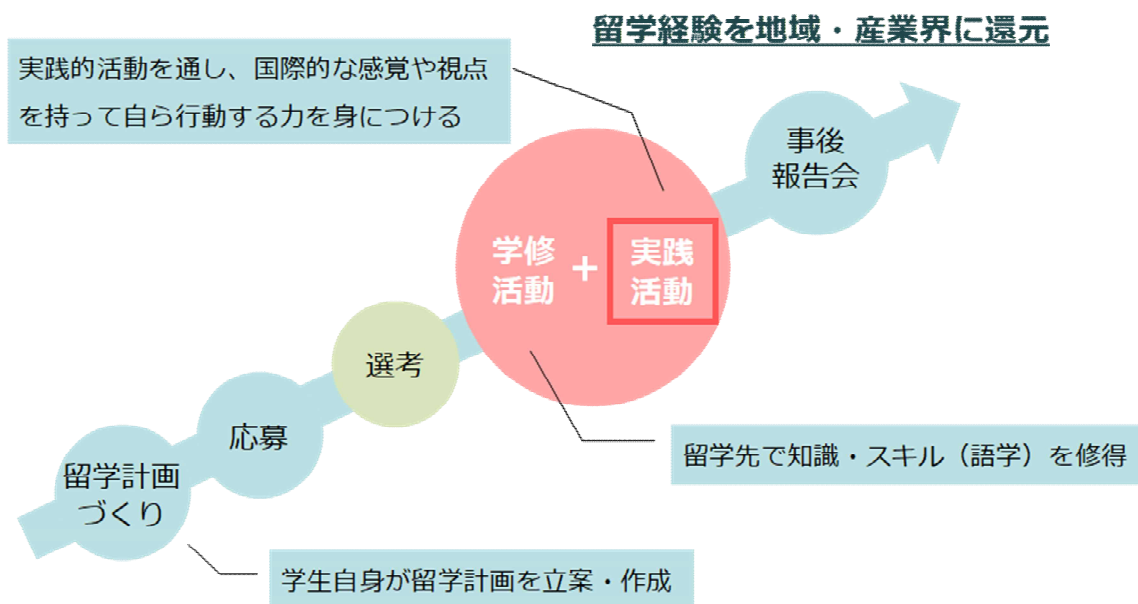 留学経験を地域・産業界に還元
実践的活動を通し、国際的な感覚や視点
を持って自ら行動する力を身につける
事後
報告会
学修
活動
+
実践
活動
選考
応募
留学計画
づくり
留学先で知識・スキル（語学）を修得
学生自身が留学計画を立案・作成